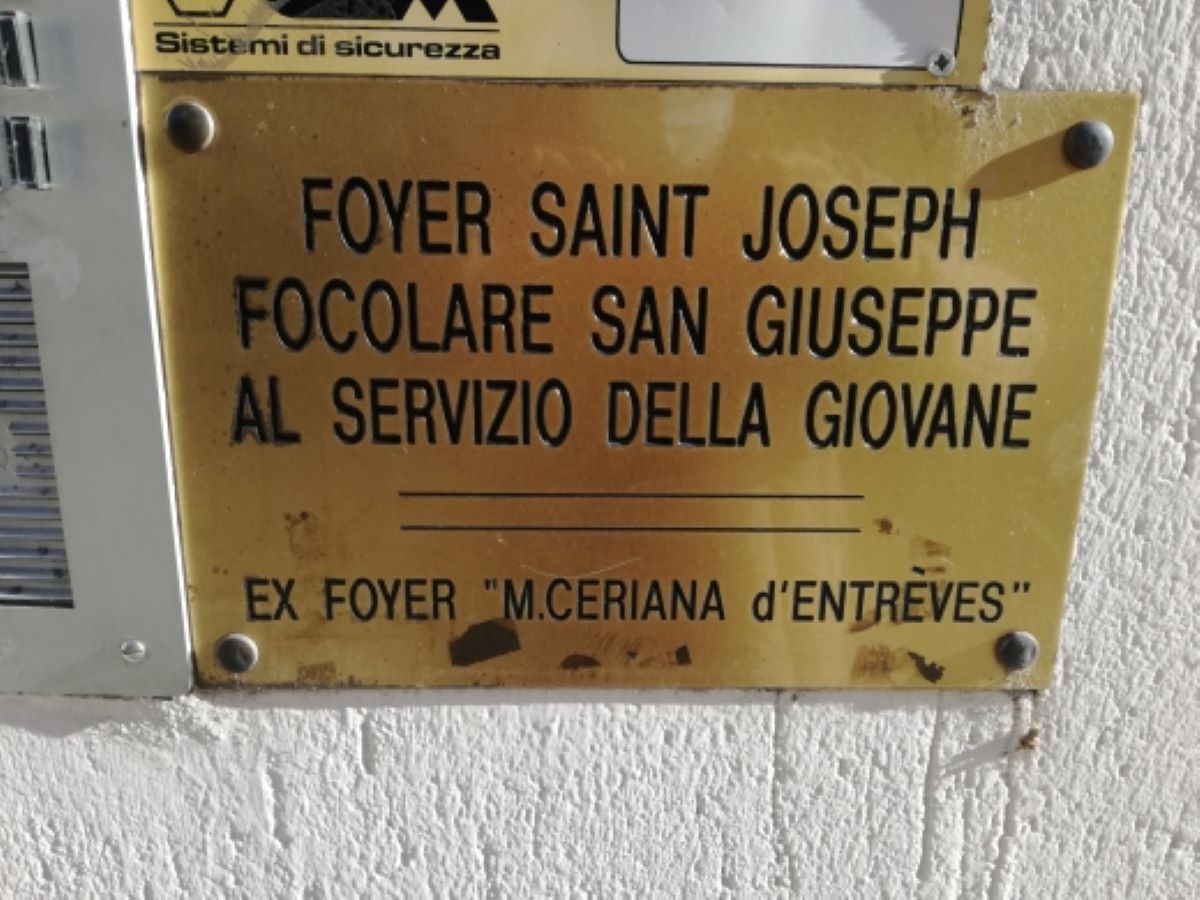 Sistemi di sicurezza
FOYER SAINT JOSEPH
FOCOLARE SAN GIUSEPPE
AL SERVIZIO DELLA GIOVANE
EX FOYER "M.CERIANA d'ENTRÈVES"